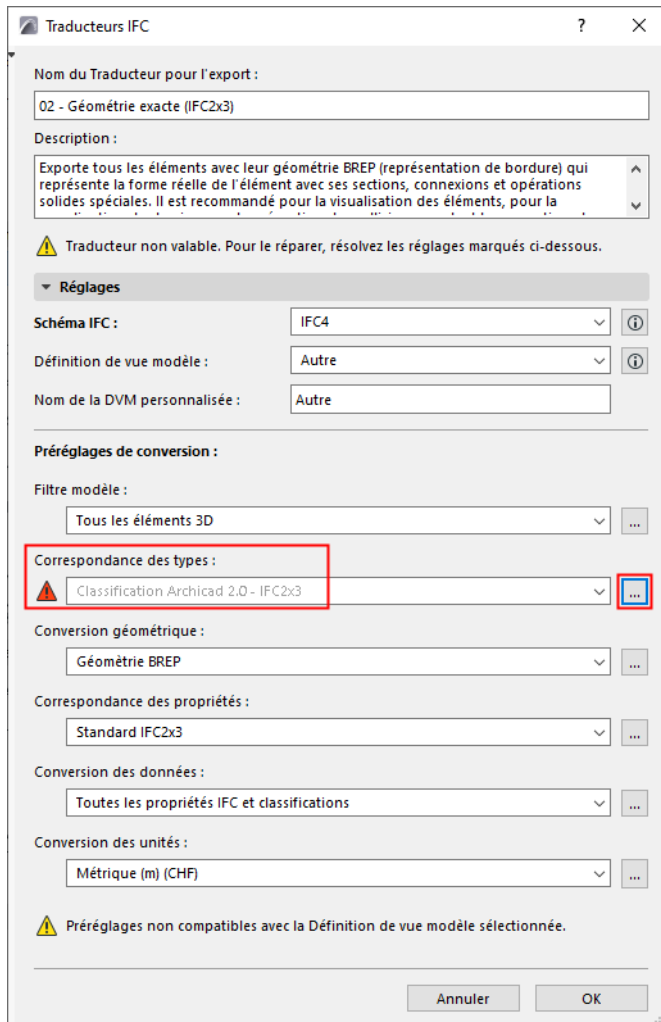 Traducteurs IFC
?
Nom du Traducteur pour l'export :
02 - Géométrie exacte (IFC2x3)
Description :
Exporte tous les éléments avec leur géométrie BREP (représentation de bordure) qui
représente la forme réelle de l'élément avec ses sections, connexions et opérations
solides spéciales. Il est recommandé pour la visualisation des éléments, pour la
Traducteur non valable. Pour le réparer, résolvez les réglages marqués ci-dessous.
Réglages
Schéma IFC :
IFC4
Définition de vue modèle :
Autre
Nom de la DVM personnalisée :
Autre
Préréglages de conversion :
Filtre modèle :
Tous les éléments 3D
...
Correspondance des types :
Classification Archicad 2.0 - IFC2x3
...
Conversion géométrique :
Géomètrie BREP
...
Correspondance des propriétés :
Standard IFC2x3
...
Conversion des données :
Toutes les propriétés IFC et classifications
...
Conversion des unités :
Métrique (m) (CHF)
...
Préréglages non compatibles avec la Définition de vue modèle sélectionnée.
Annuler
OK